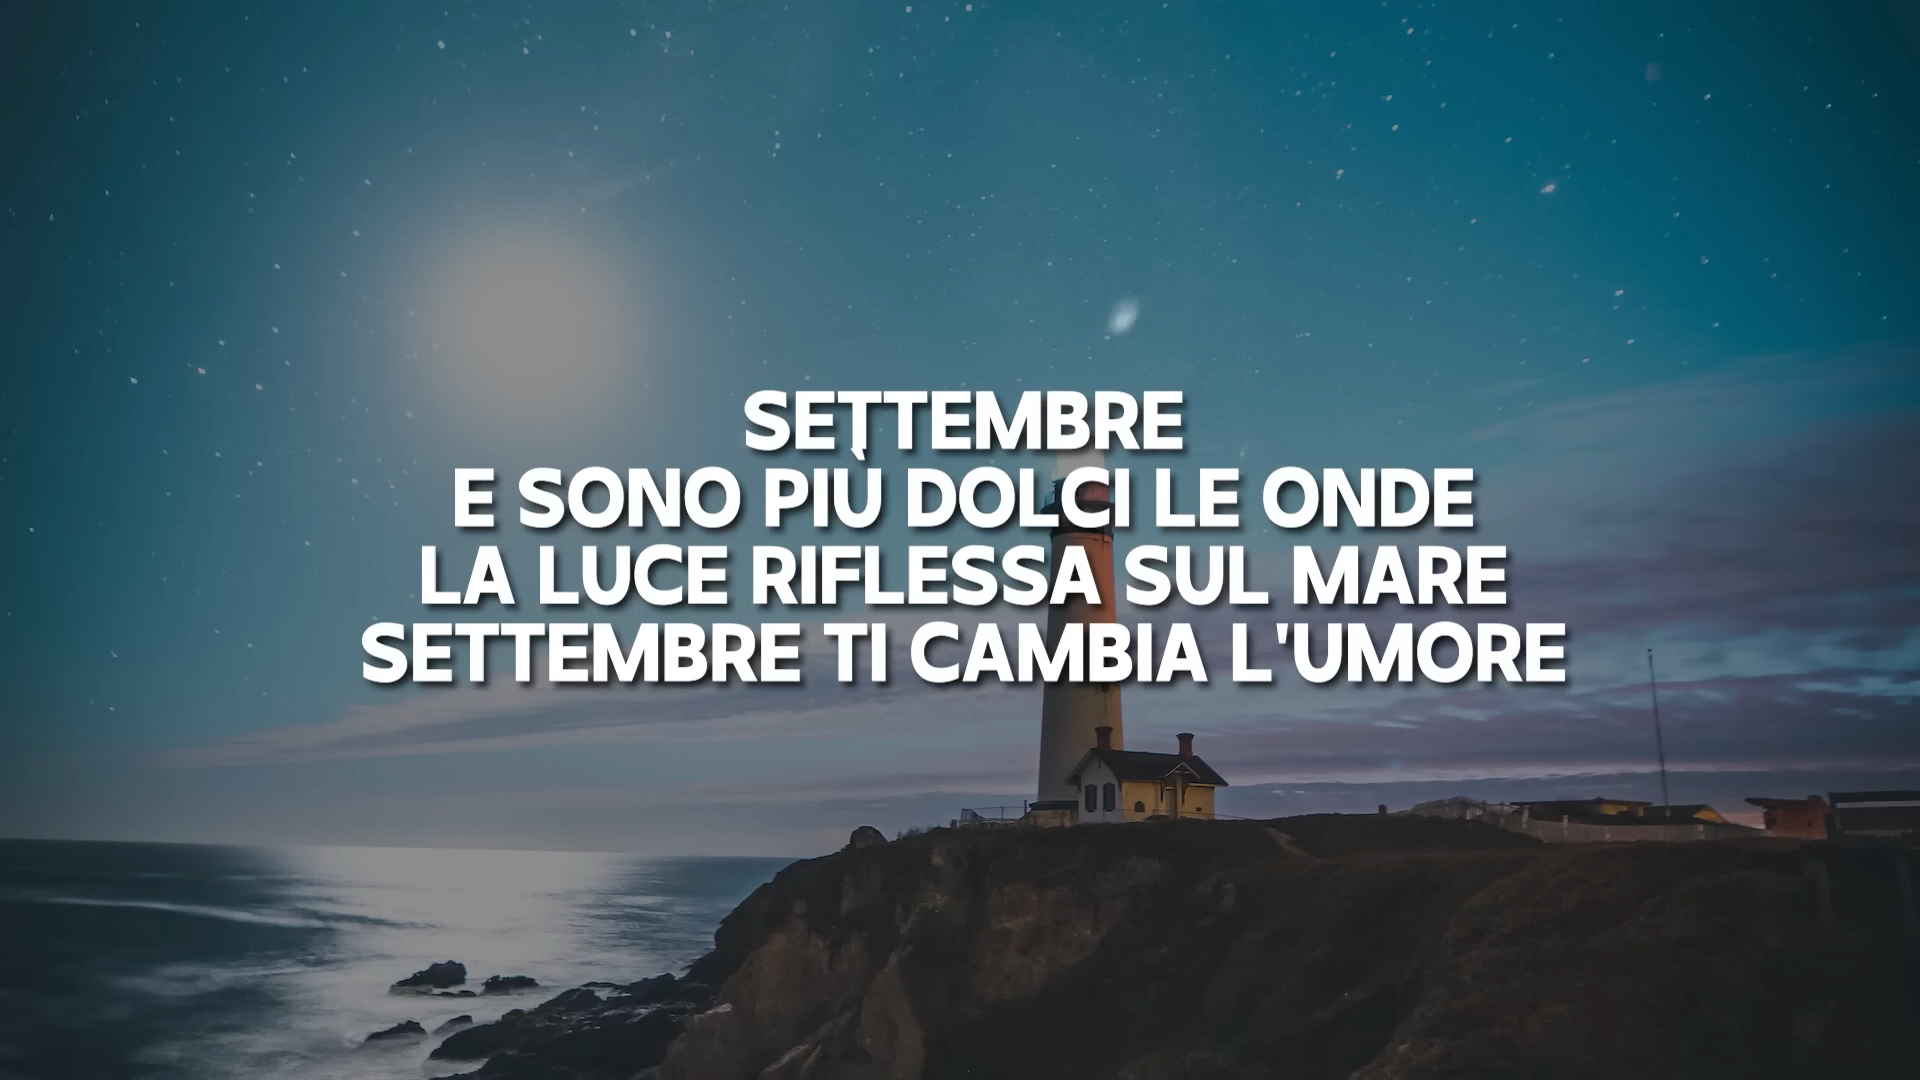 SETTEMBRE
E SONO PIÙ DOLCI LE ONDE
LA LUCE RIFLESSA SUL MARE
SETTEMBRE TI CAMBIA L'UMORE